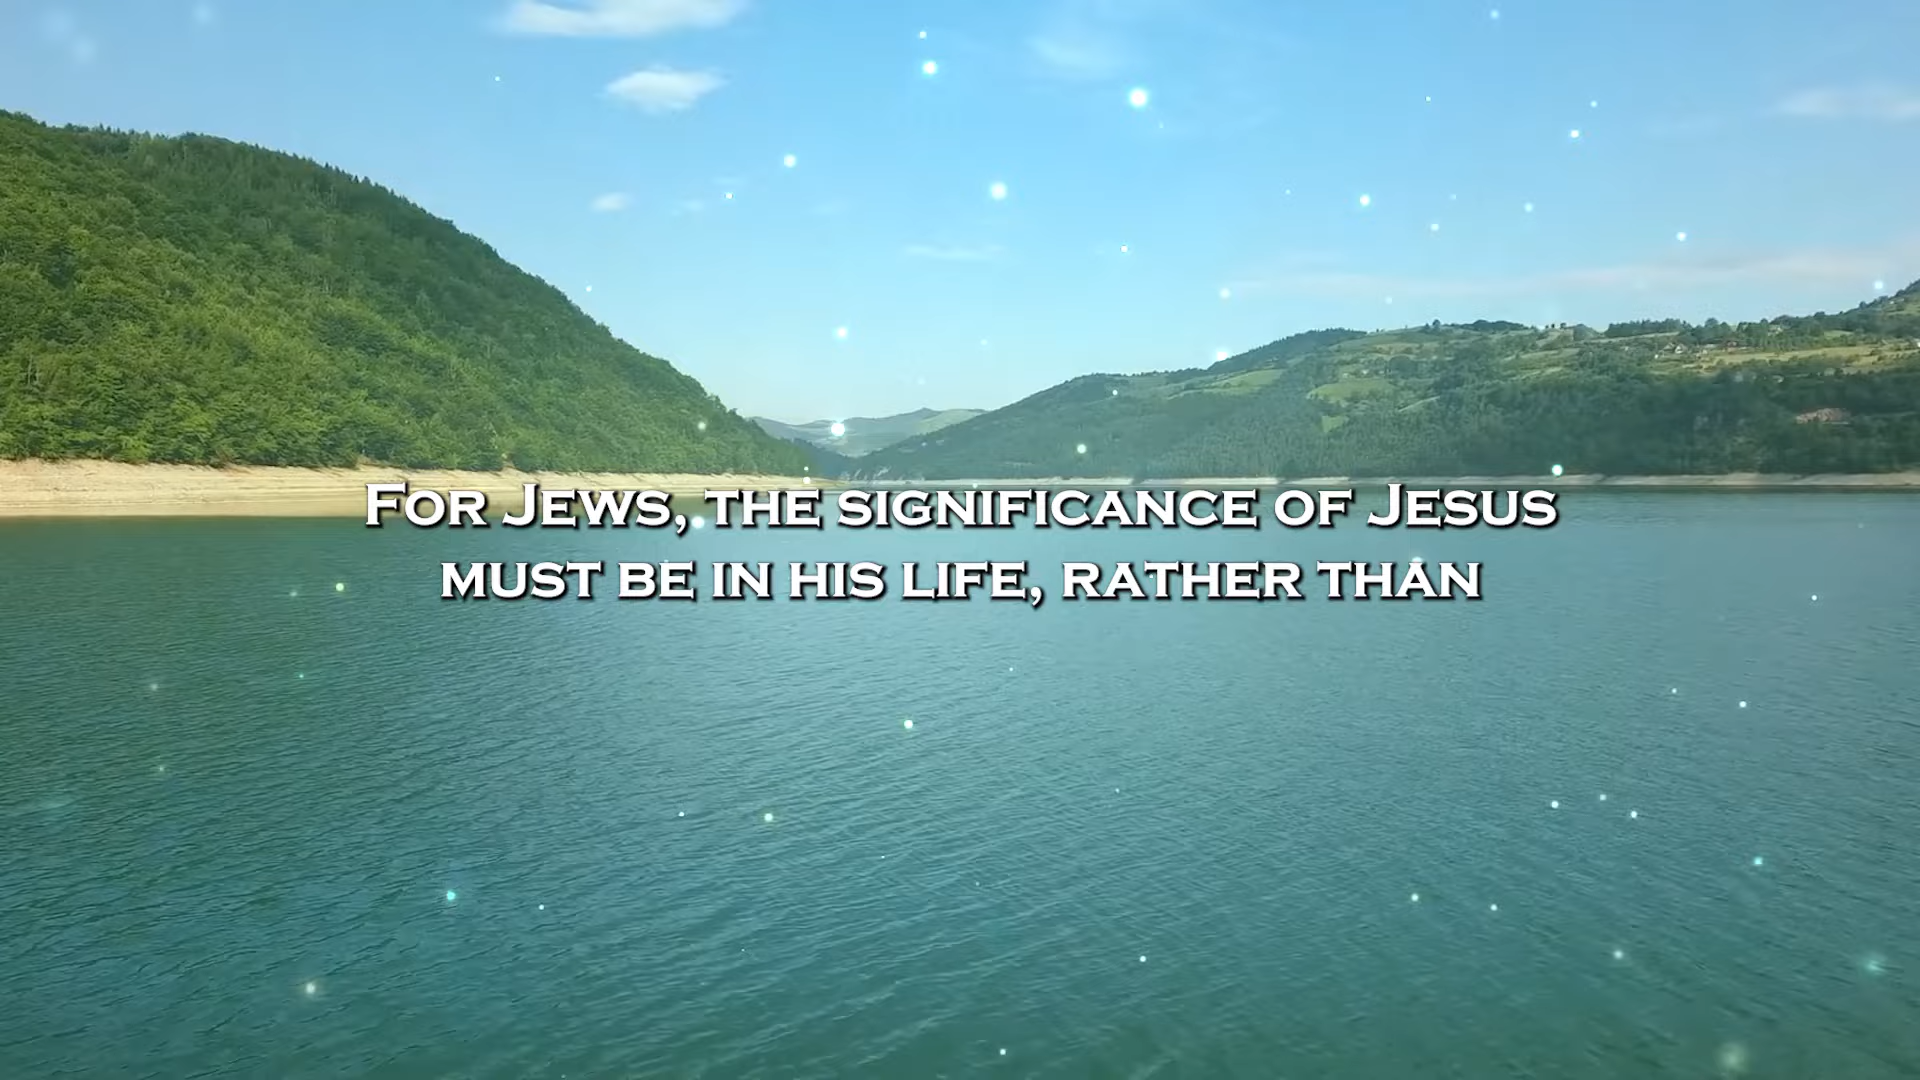 For Jews, the significance of Jesus
must be in his life, rather than